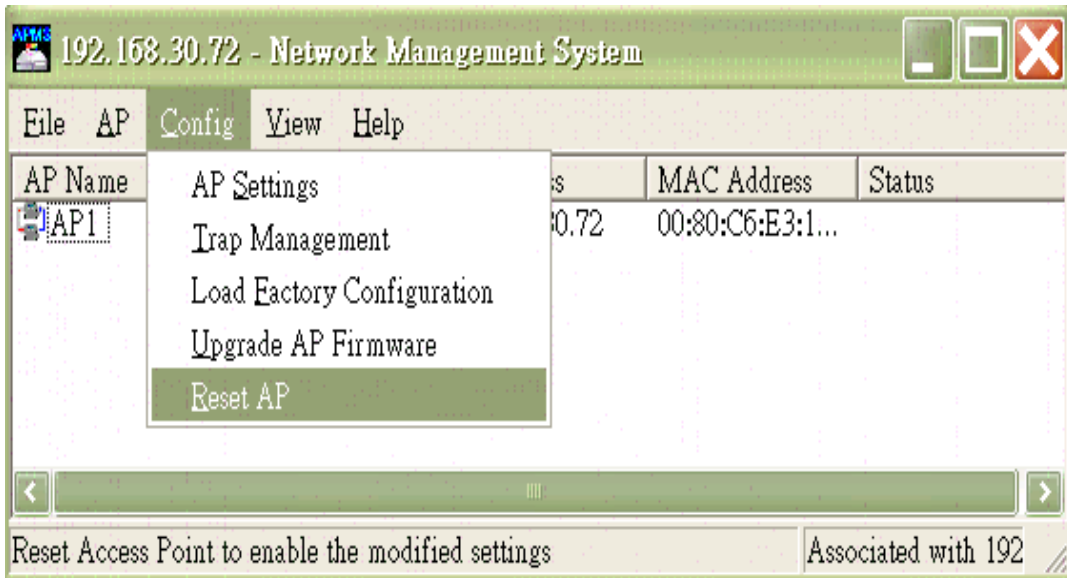 APMS
192.168.30.72 - Network Management System
File AP Config View Help
AP Name MAC Address Status
AP1 0.72 00:80:C6:E3:1...
AP Settings
Trap Management
Load Factory Configuration
Upgrade AP Firmware
Reset AP
Reset Access Point to enable the modified settings Associated with 192